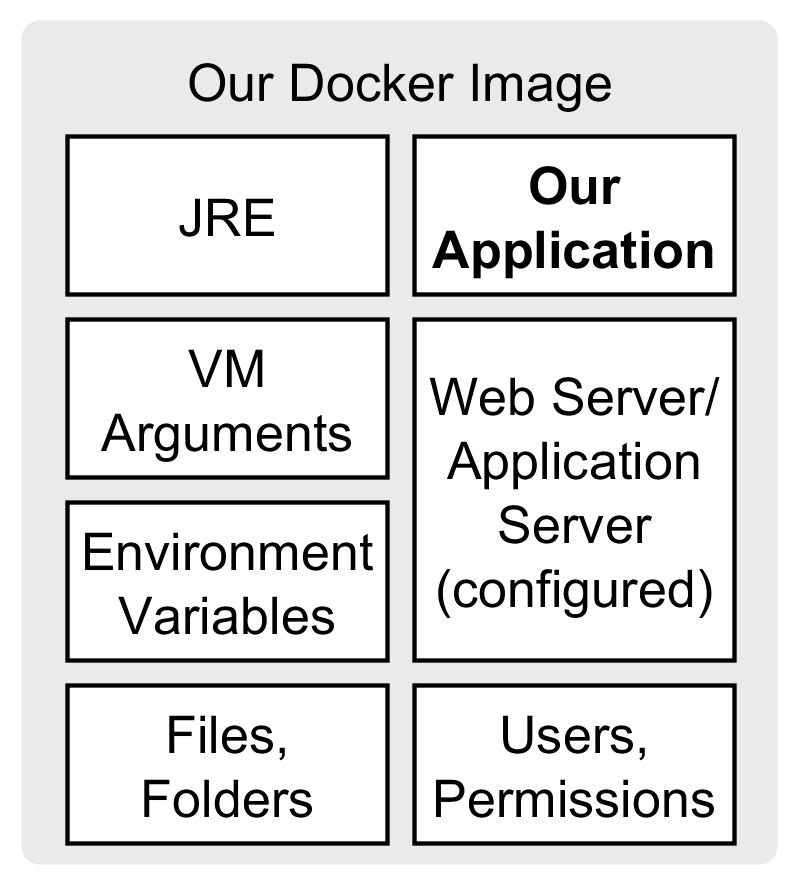 Our Docker Image
JRE
Our
Application
VM
Arguments
Web Server/
Application
Server
(configured)
Environment
Variables
Files,
Folders
Users,
Permissions